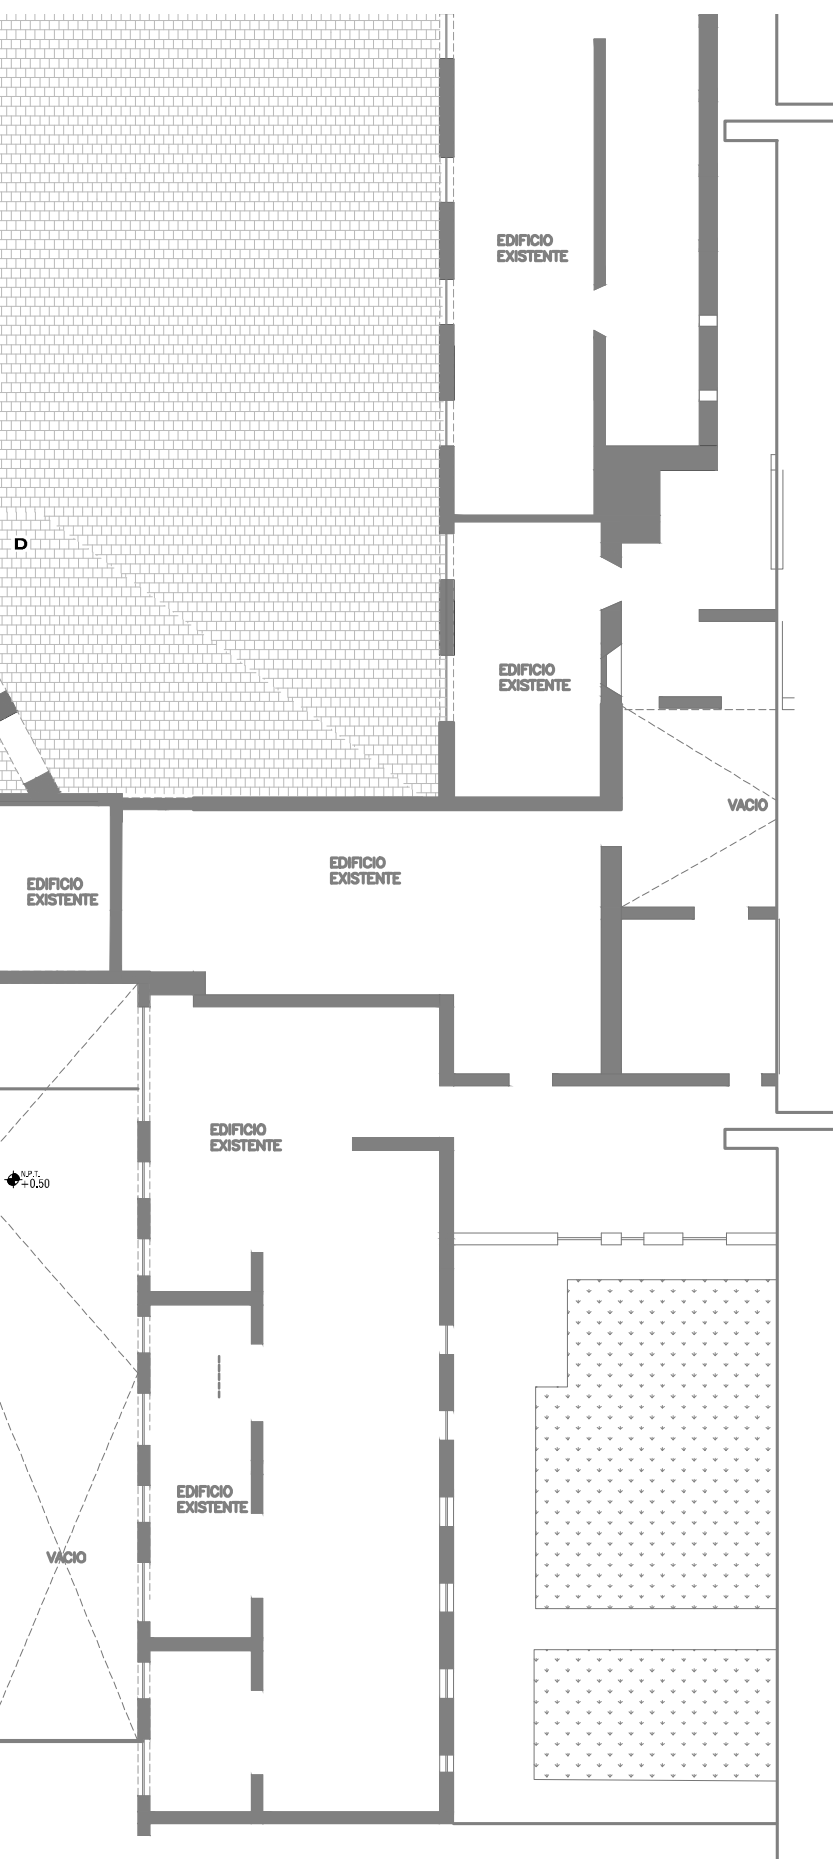 EDIFICIO
EXISTENTE
D
EDIFICIO
EXISTENTE
VACIO
EDIFICIO
EXISTENTE
EDIFICIO
EXISTENTE
EDIFICIO
EXISTENTE
N.P.T.
+0.50
EDIFICIO
EXISTENTE
VACIO